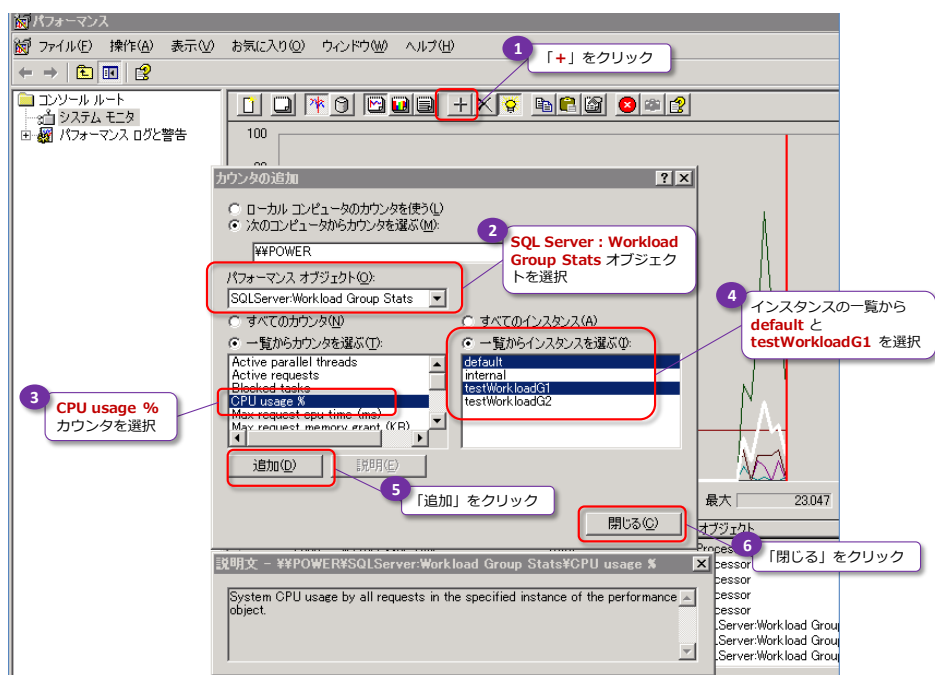 パフォーマンス
ファイル(F) 操作(A) 表示(V) お気に入り(O) ウィンドウ(W) ヘルプ(H)
1
「+」をクリック
コンソール ルート
システム モニタ
パフォーマンス ログと警告
100
カウンタの追加
ローカル コンピュータのカウンタを使う(L)
次のコンピュータからカウンタを選ぶ(M):
¥¥POWER
2
SQL Server : Workload
Group Stats オブジェク
トを選択
パフォーマンス オブジェクト(O):
SQLServer:Workload Group Stats
すべてのカウンタ(N)
すべてのインスタンス(A)
一覧からカウンタを選ぶ(T):
一覧からインスタンスを選ぶ(I):
Active parallel threads
Active requests
Blocked tasks
CPU usage %
Max request cpu time (ms)
Max request memory grant (KB)
default
internal
testWorkloadG1
testWorkloadG2
4
インスタンスの一覧から
default と
testWorkloadG1 を選択
3
CPU usage %
カウンタを選択
追加(D)
説明(E)
5
「追加」をクリック
閉じる(C)
6
「閉じる」をクリック
最大
23.047
オブジェクト
説明文 - ¥¥POWER¥SQLServer:Workload Group Stats¥CPU usage %
System CPU usage by all requests in the specified instance of the performance
object.
cessor
cessor
cessor
.Server:Workload Grou
.Server:Workload Grou
.Server:Workload Grou